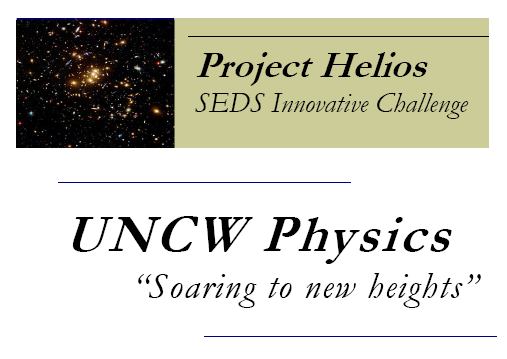 Project Helios
SEDS Innovative Challenge
UNCW Physics
“Soaring to new heights”